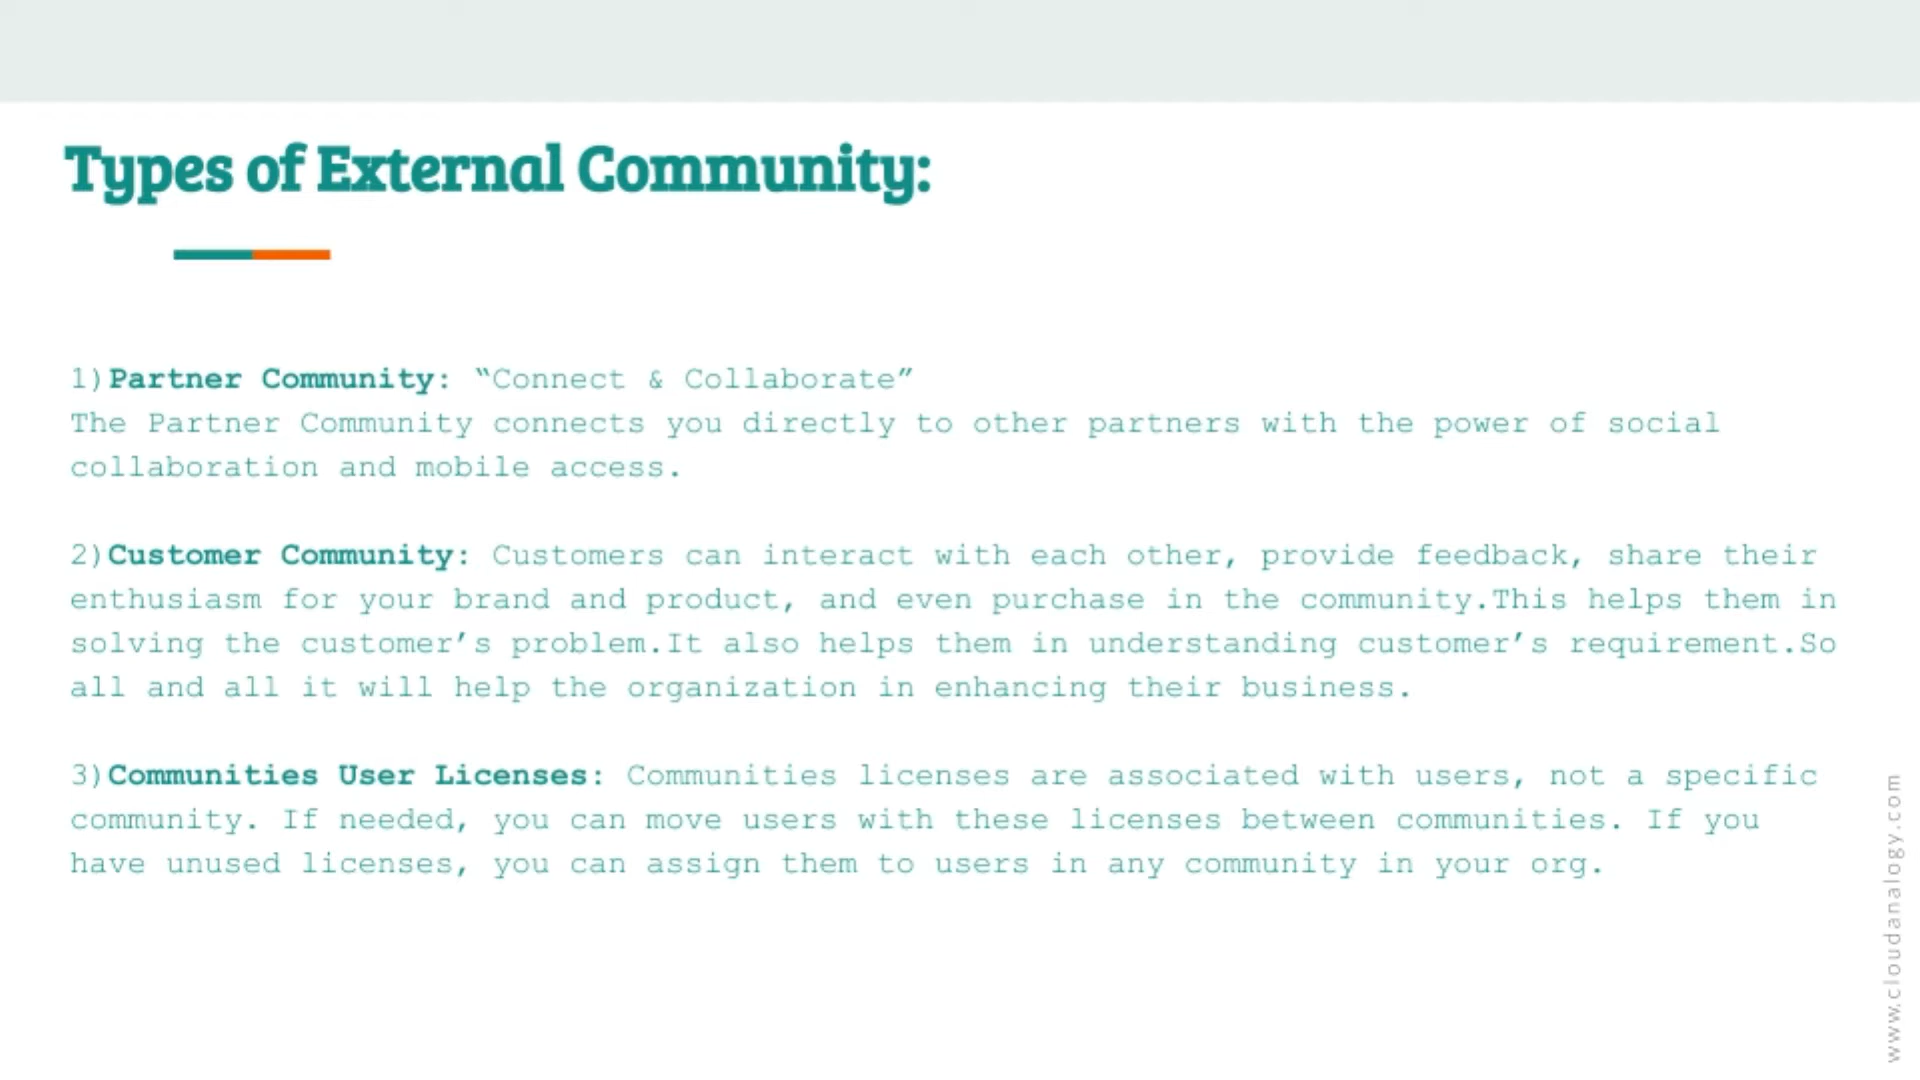 Types of External Community:
1)Partner Community: “Connect & Collaborate”
The Partner Community connects you directly to other partners with the power of social
collaboration and mobile access.
2)Customer Community: Customers can interact with each other, provide feedback, share their
enthusiasm for your brand and product, and even purchase in the community.This helps them in
solving the customer’s problem.It also helps them in understanding customer’s requirement.So
all and all it will help the organization in enhancing their business.
3)Communities User Licenses: Communities licenses are associated with users, not a specific
community. If needed, you can move users with these licenses between communities. If you
have unused licenses, you can assign them to users in any community in your org.
www.cloudanalogy.com